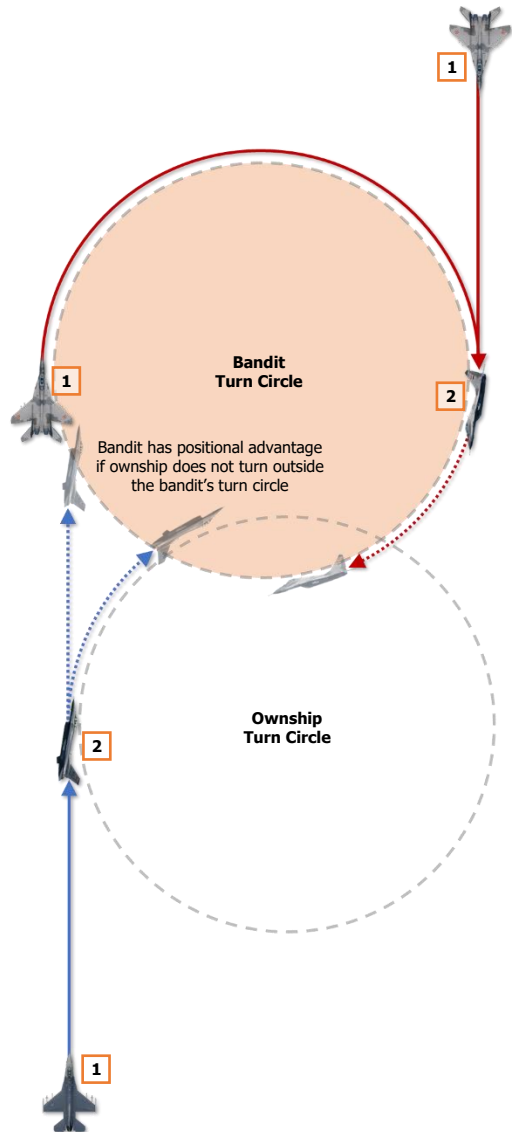 1
Bandit
Turn Circle
1
2
Bandit has positional advantage
if ownship does not turn outside
the bandit's turn circle
Ownship
Turn Circle
2
1